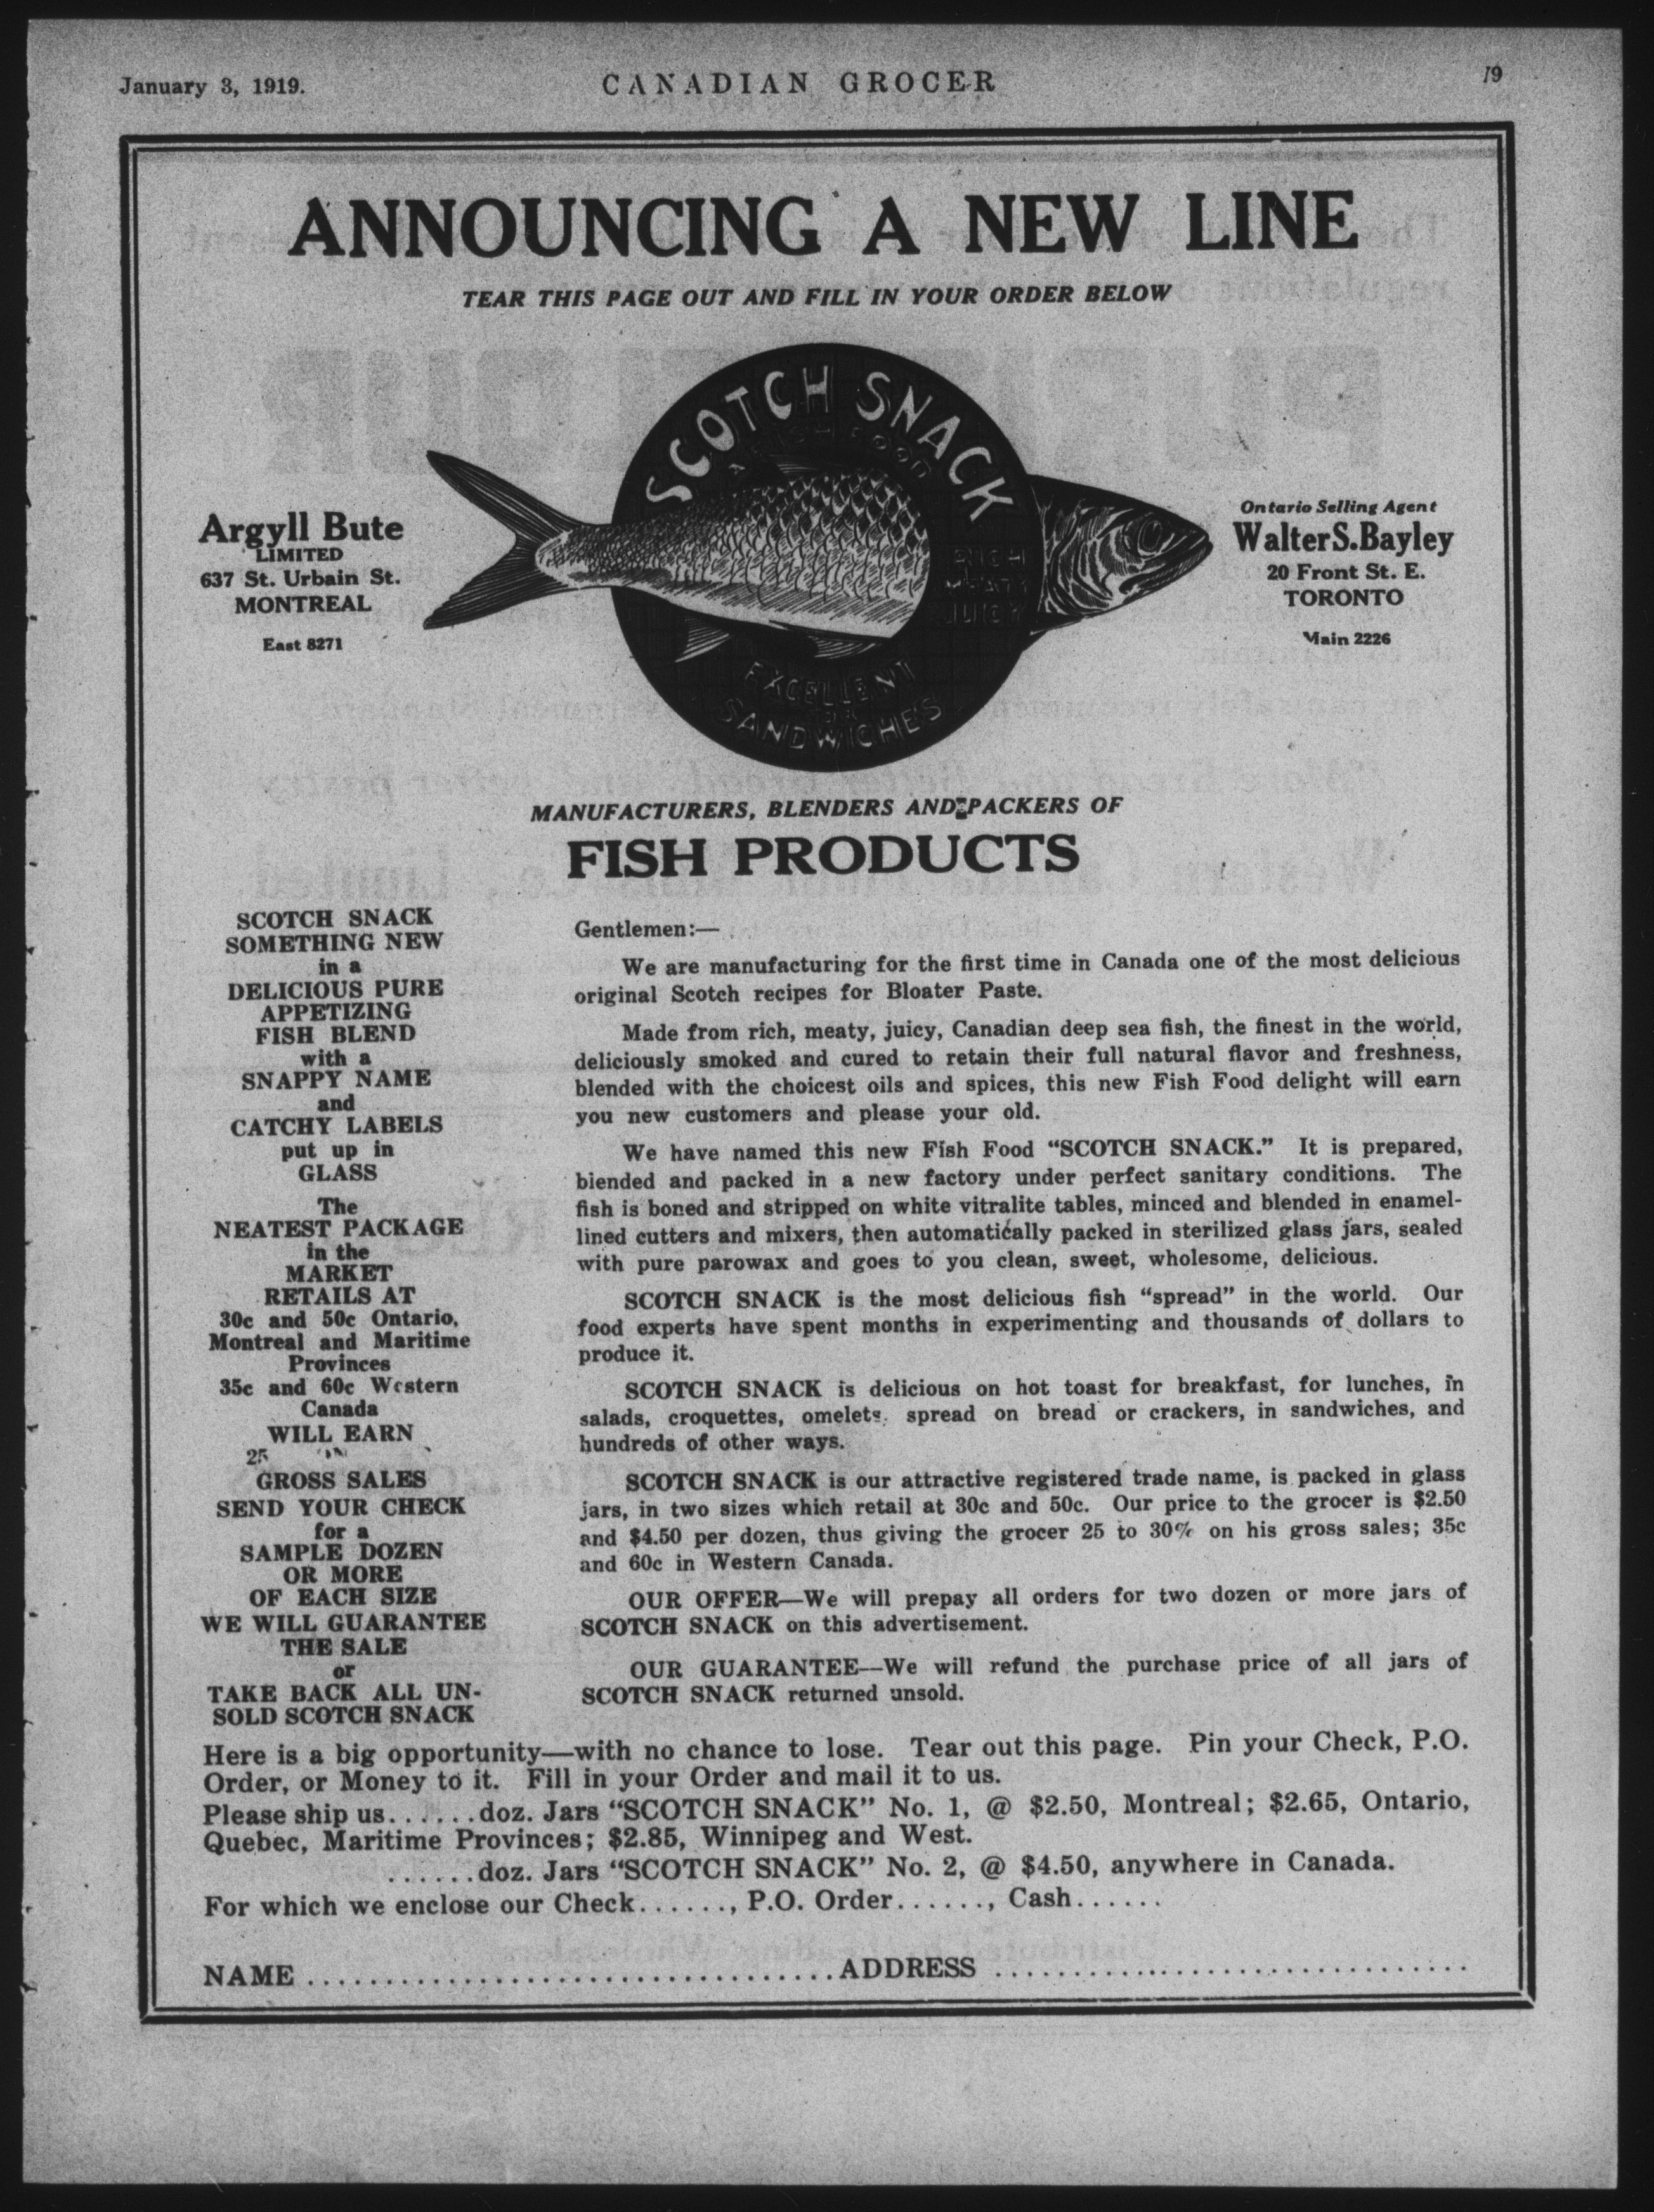 January 3, 1919.
CANADIAN GROCER
19
ANNOUNCING A NEW LINE
TEAR THIS PAGE OUT AND FILL IN YOUR ORDER BELOW
SCOTCH SNACK
A FISH FOOD
RICH
MEATY
JUICY
EXCELLENT
FOR
SANDWICHES
Argyll Bute
LIMITED
637 St. Urbain St.
MONTREAL
East 8271
Ontario Selling Agent
Walter S. Bayley
20 Front St. E.
TORONTO
Main 2226
MANUFACTURERS, BLENDERS AND PACKERS OF
FISH PRODUCTS
SCOTCH SNACK
SOMETHING NEW
in a
DELICIOUS PURE
APPETIZING
FISH BLEND
with a
SNAPPY NAME
and
CATCHY LABELS
put up in
GLASS
The
NEATEST PACKAGE
in the
MARKET
RETAILS AT
30c and 50c Ontario,
Montreal and Maritime
Provinces
35c and 60c Western
Canada
WILL EARN
25
GROSS SALES
SEND YOUR CHECK
for a
SAMPLE DOZEN
OR MORE
OF EACH SIZE
WE WILL GUARANTEE
THE SALE
or
TAKE BACK ALL UN-
SOLD SCOTCH SNACK
Gentlemen:—
We are manufacturing for the first time in Canada one of the most delicious
original Scotch recipes for Bloater Paste.
Made from rich, meaty, juicy, Canadian deep sea fish, the finest in the world,
deliciously smoked and cured to retain their full natural flavor and freshness,
blended with the choicest oils and spices, this new Fish Food delight will earn
you new customers and please your old.
We have named this new Fish Food “SCOTCH SNACK.” It is prepared,
blended and packed in a new factory under perfect sanitary conditions. The
fish is boned and stripped on white vitralite tables, minced and blended in enamel-
lined cutters and mixers, then automatically packed in sterilized glass jars, sealed
with pure parowax and goes to you clean, sweet, wholesome, delicious.
SCOTCH SNACK is the most delicious fish “spread” in the world. Our
food experts have spent months in experimenting and thousands of dollars to
produce it.
SCOTCH SNACK is delicious on hot toast for breakfast, for lunches, in
salads, croquettes, omelets, spread on bread or crackers, in sandwiches, and
hundreds of other ways.
SCOTCH SNACK is our attractive registered trade name, is packed in glass
jars, in two sizes which retail at 30c and 50c. Our price to the grocer is $2.50
and $4.50 per dozen, thus giving the grocer 25 to 30% on his gross sales; 35c
and 60c in Western Canada.
OUR OFFER—We will prepay all orders for two dozen or more jars of
SCOTCH SNACK on this advertisement.
OUR GUARANTEE—We will refund the purchase price of all jars of
SCOTCH SNACK returned unsold.
Here is a big opportunity—with no chance to lose. Tear out this page. Pin your Check, P.O.
Order, or Money to it. Fill in your Order and mail it to us.
Please ship us......doz. Jars “SCOTCH SNACK” No. 1, @ $2.50, Montreal; $2.65, Ontario,
Quebec, Maritime Provinces; $2.85, Winnipeg and West.
......doz. Jars “SCOTCH SNACK” No. 2, @ $4.50, anywhere in Canada.
For which we enclose our Check......, P.O. Order......, Cash......
NAME .................................. ADDRESS ..............................